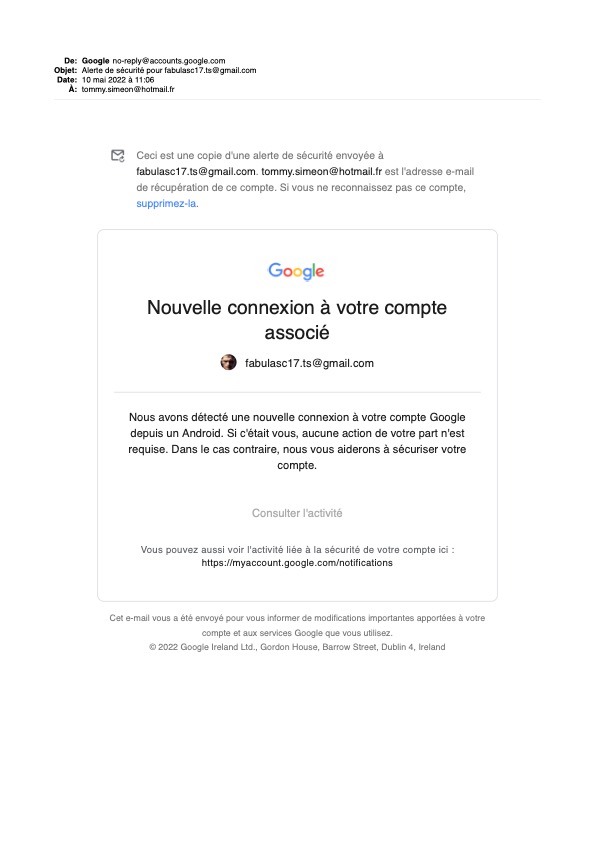 De: Google no-reply@accounts.google.com
Objet: Alerte de sécurité pour fabulasc17.ts@gmail.com
Date: 10 mai 2022 à 11:06
À: tommy.simeon@hotmail.fr
Ceci est une copie d'une alerte de sécurité envoyée à
fabulasc17.ts@gmail.com. tommy.simeon@hotmail.fr est l'adresse e-mail
de récupération de ce compte. Si vous ne reconnaissez pas ce compte,
supprimez-la.
Google
Nouvelle connexion à votre compte
associé
fabulasc17.ts@gmail.com
Nous avons détecté une nouvelle connexion à votre compte Google
depuis un Android. Si c'était vous, aucune action de votre part n'est
requise. Dans le cas contraire, nous vous aiderons à sécuriser votre
compte.
Consulter l'activité
Vous pouvez aussi voir l'activité liée à la sécurité de votre compte ici :
https://myaccount.google.com/notifications
Cet e-mail vous a été envoyé pour vous informer de modifications importantes apportées à votre
compte et aux services Google que vous utilisez.
© 2022 Google Ireland Ltd., Gordon House, Barrow Street, Dublin 4, Ireland